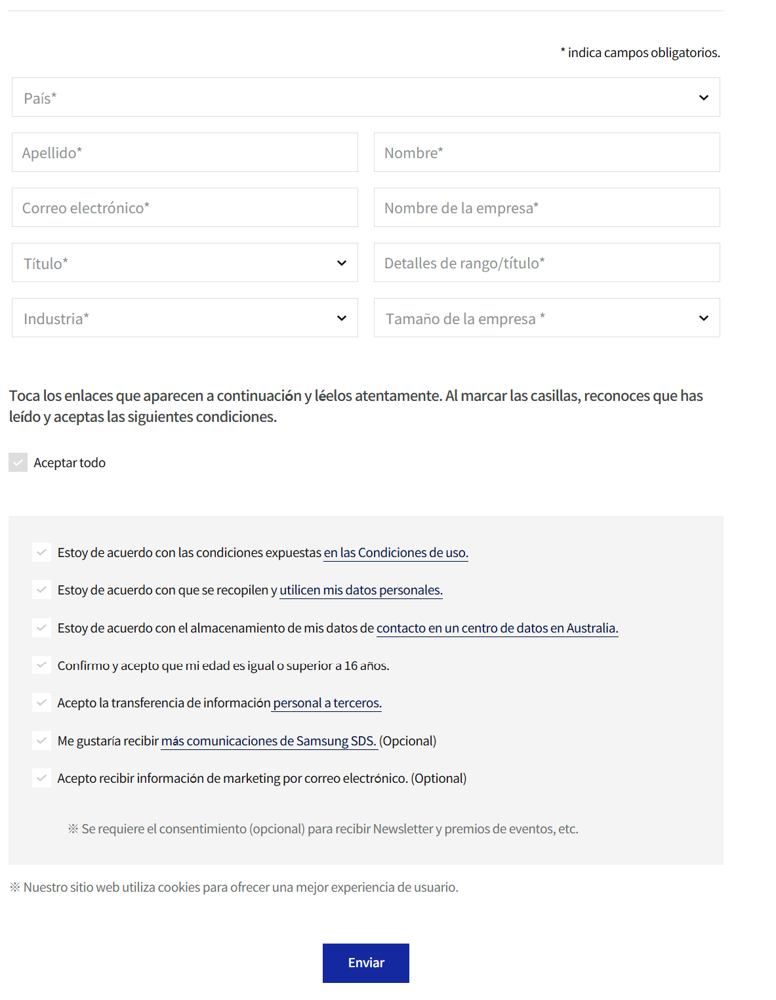 * indica campos obligatorios.
País*
Apellido*
Nombre*
Correo electrónico*
Nombre de la empresa*
Título*
Detalles de rango/título*
Industria*
Tamaño de la empresa *
Toca los enlaces que aparecen a continuación y léelos atentamente. Al marcar las casillas, reconoces que has
leído y aceptas las siguientes condiciones.
Aceptar todo
Estoy de acuerdo con las condiciones expuestas en las Condiciones de uso.
Estoy de acuerdo con que se recopilen y utilicen mis datos personales.
Estoy de acuerdo con el almacenamiento de mis datos de contacto en un centro de datos en Australia.
Confirmo y acepto que mi edad es igual o superior a 16 años.
Acepto la transferencia de información personal a terceros.
Me gustaría recibir más comunicaciones de Samsung SDS. (Opcional)
Acepto recibir información de marketing por correo electrónico. (Optional)
※ Se requiere el consentimiento (opcional) para recibir Newsletter y premios de eventos, etc.
※ Nuestro sitio web utiliza cookies para ofrecer una mejor experiencia de usuario.
Enviar